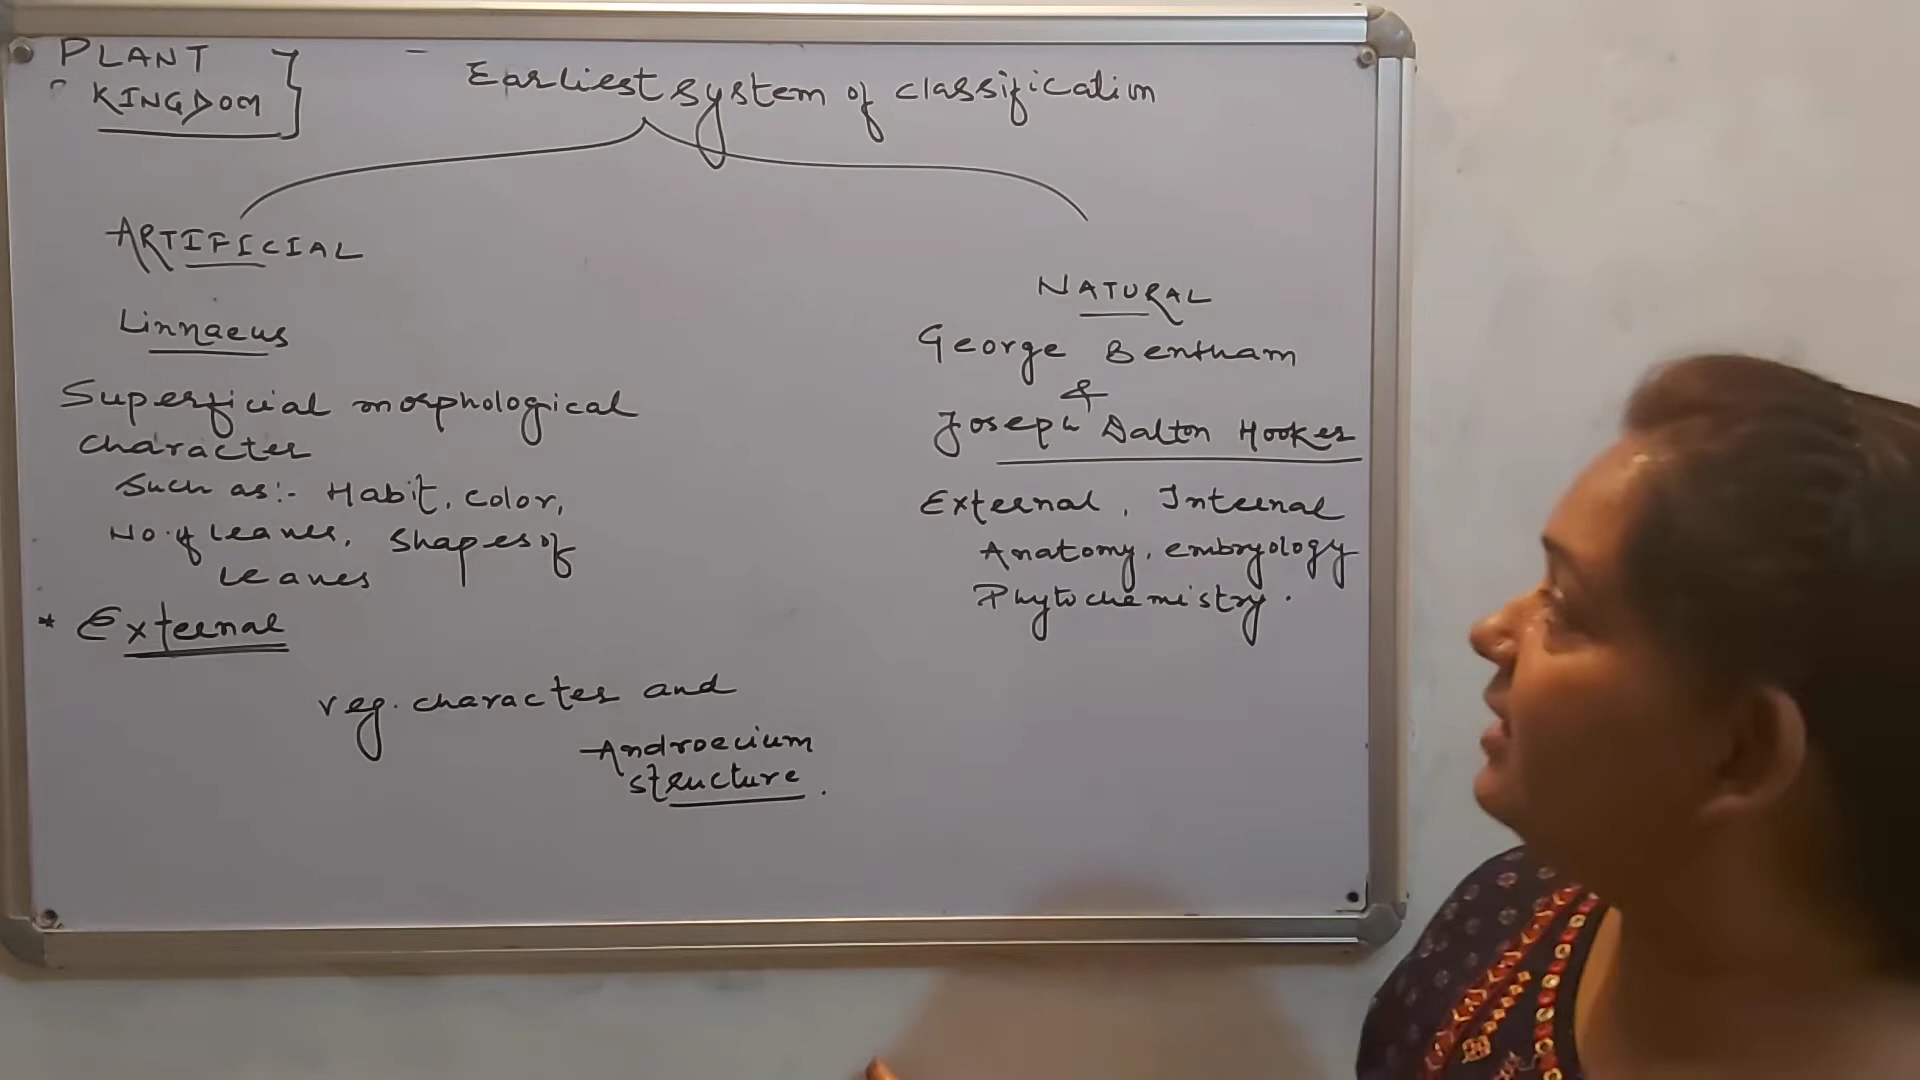 PLANT
KINGDOM
Earliest system of classification
ARTIFICIAL
Linnaeus
Superficial morphological
character
Such as:- Habit, color,
No. of leaves, Shapes of
leaves
* External
veg. character and
Androecium
structure.
NATURAL
George Bentham
&
Joseph Dalton Hooker
External, Internal
Anatomy, embryology
Phytochemistry.